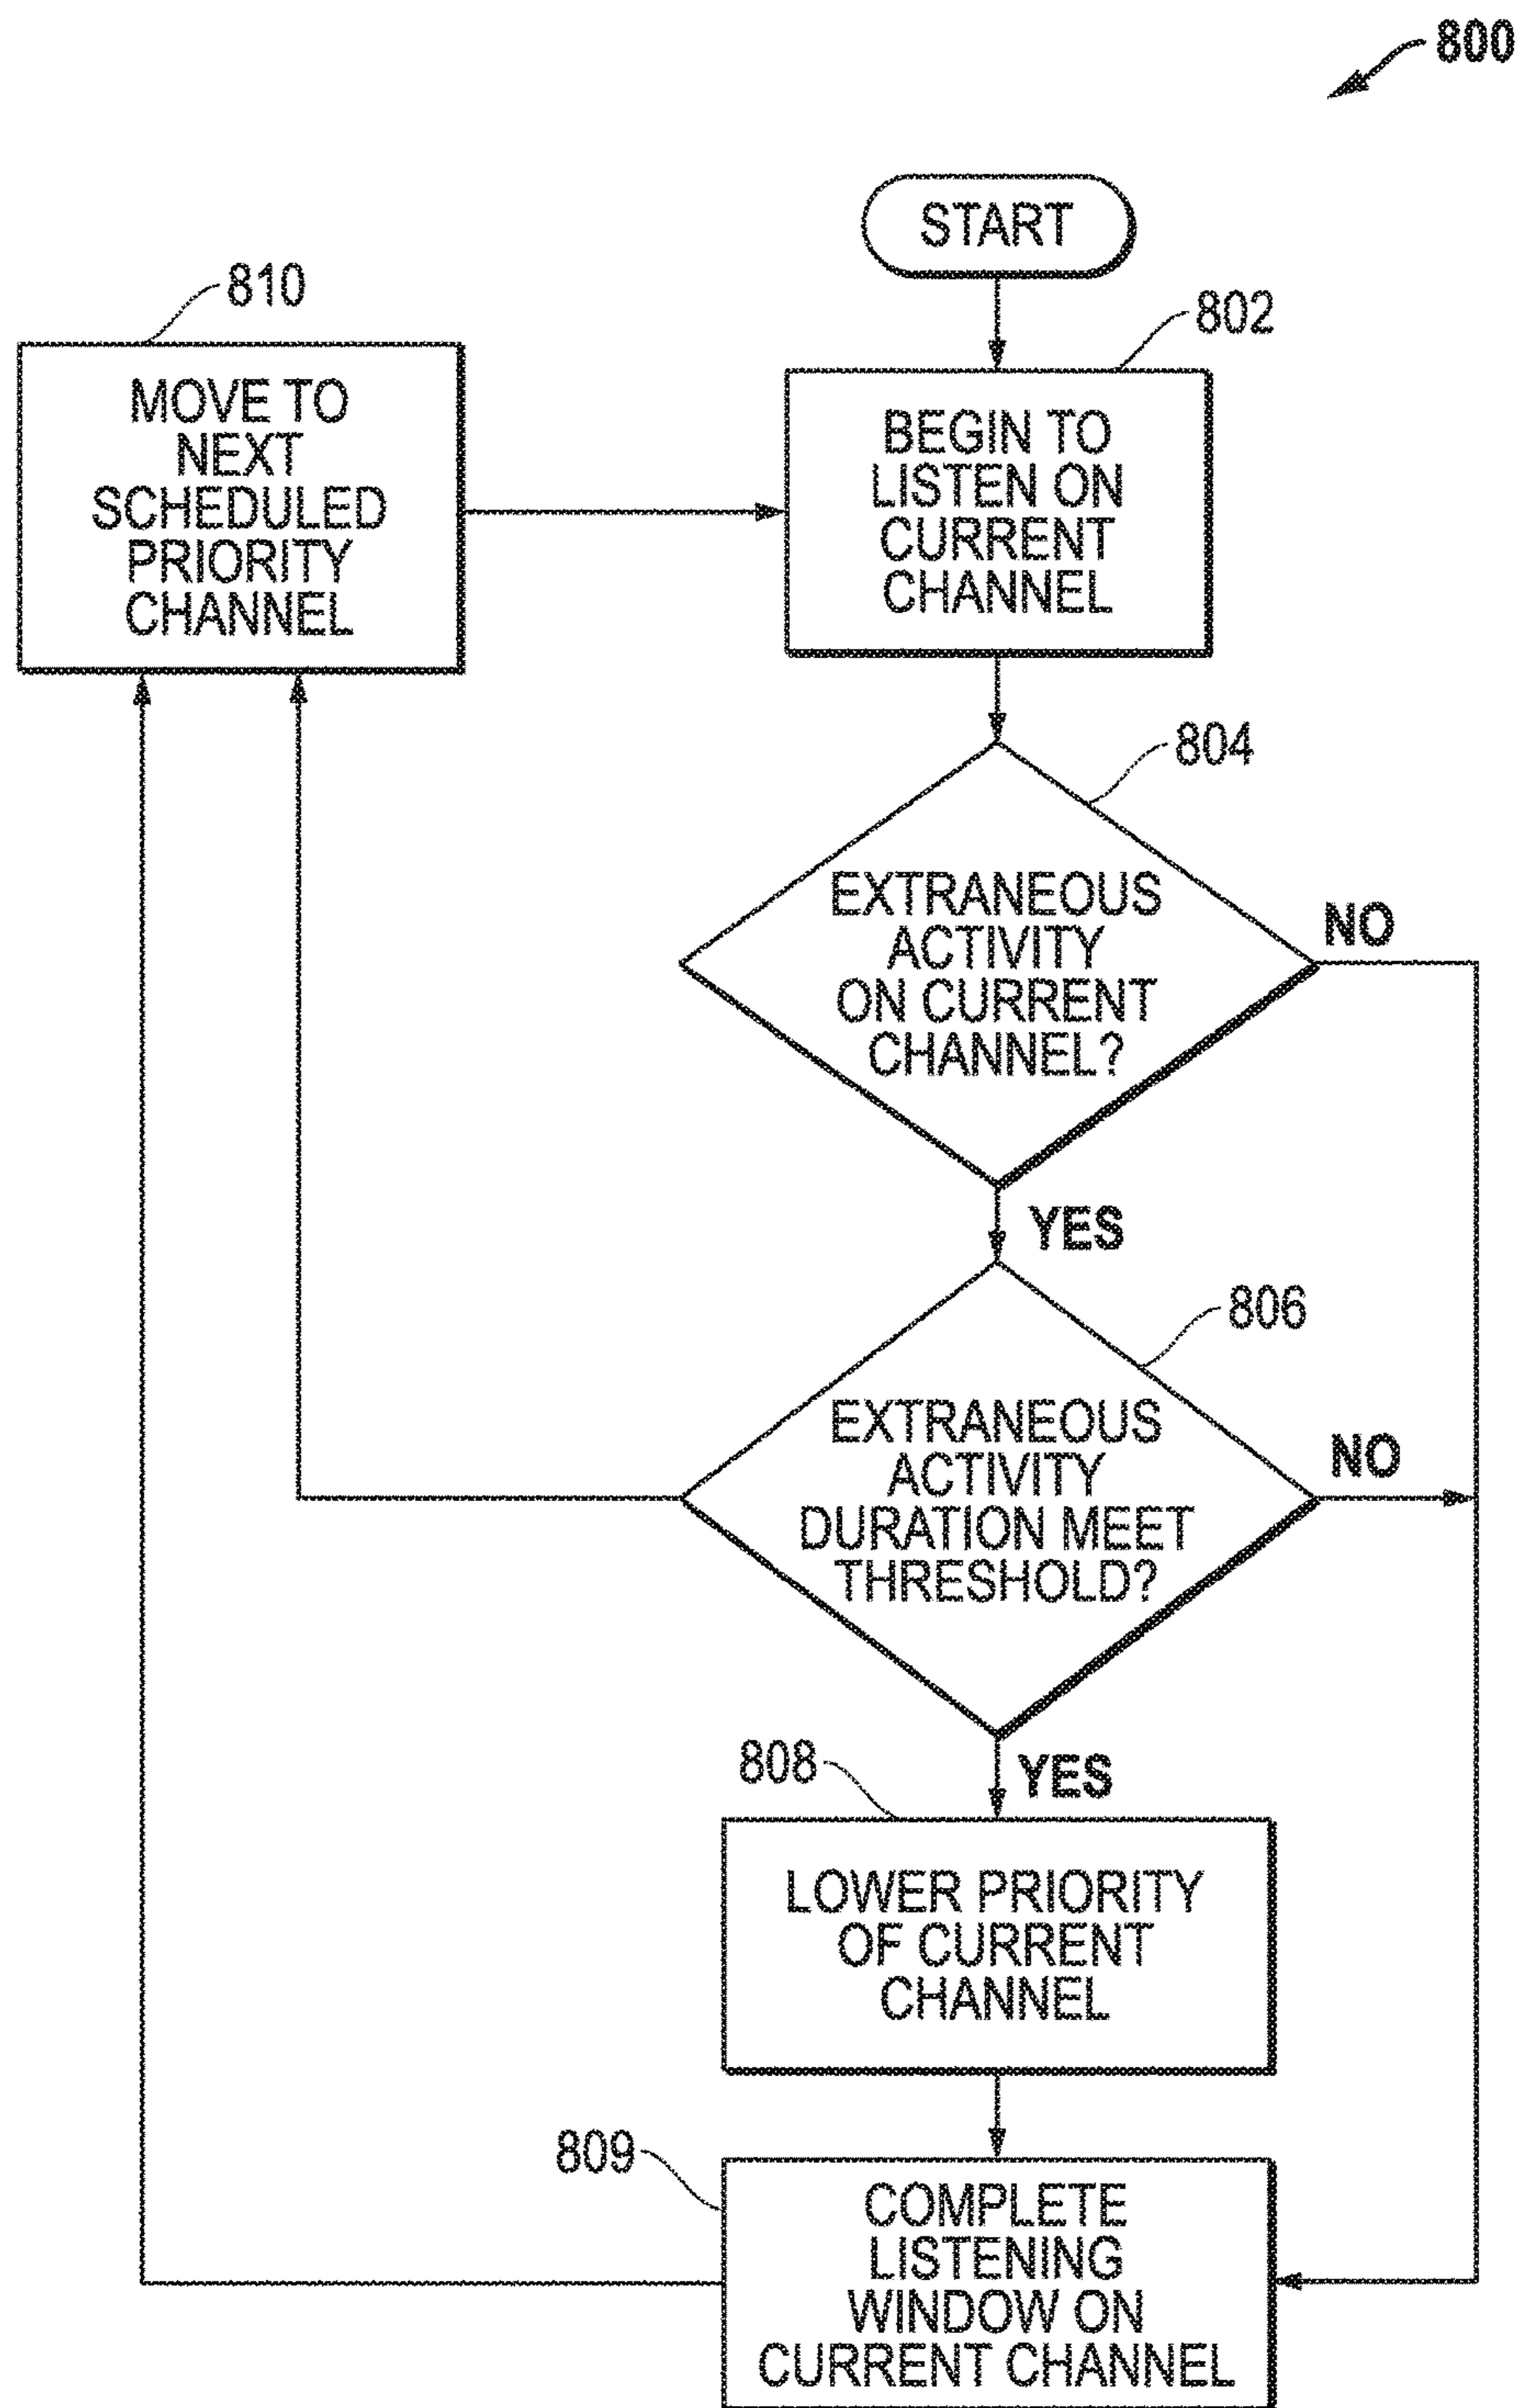 800
START
810
MOVE TO
NEXT
SCHEDULED
PRIORITY
CHANNEL
802
BEGIN TO
LISTEN ON
CURRENT
CHANNEL
804
EXTRANEOUS
ACTIVITY
ON CURRENT
CHANNEL?
NO
YES
806
EXTRANEOUS
ACTIVITY
DURATION MEET
THRESHOLD?
NO
YES
808
LOWER PRIORITY
OF CURRENT
CHANNEL
809
COMPLETE
LISTENING
WINDOW ON
CURRENT CHANNEL